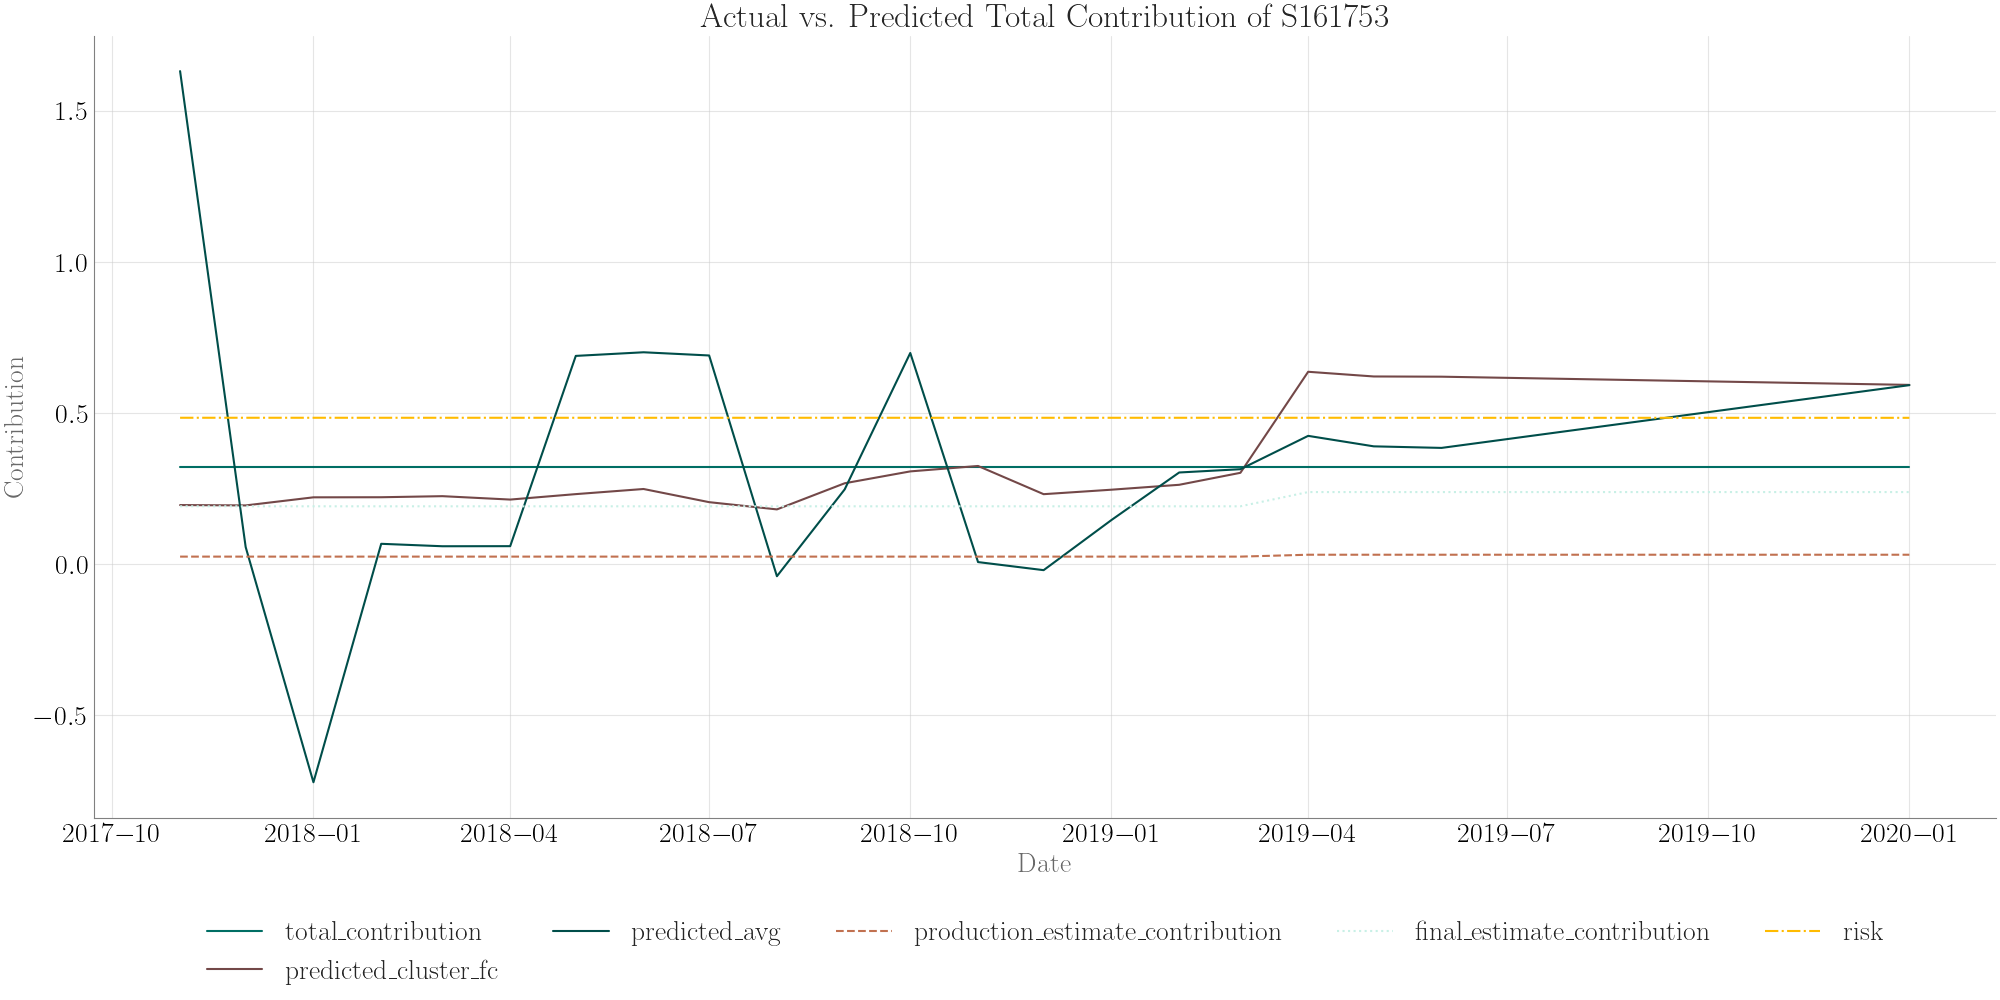 Actual vs. Predicted Total Contribution of S161753
Contribution
1.5
1.0
0.5
0.0
−0.5
2017−10 2018−01 2018−04 2018−07 2018−10 2019−01 2019−04 2019−07 2019−10 2020−01
Date
total_contribution predicted_avg production_estimate_contribution final_estimate_contribution risk
predicted_cluster_fc